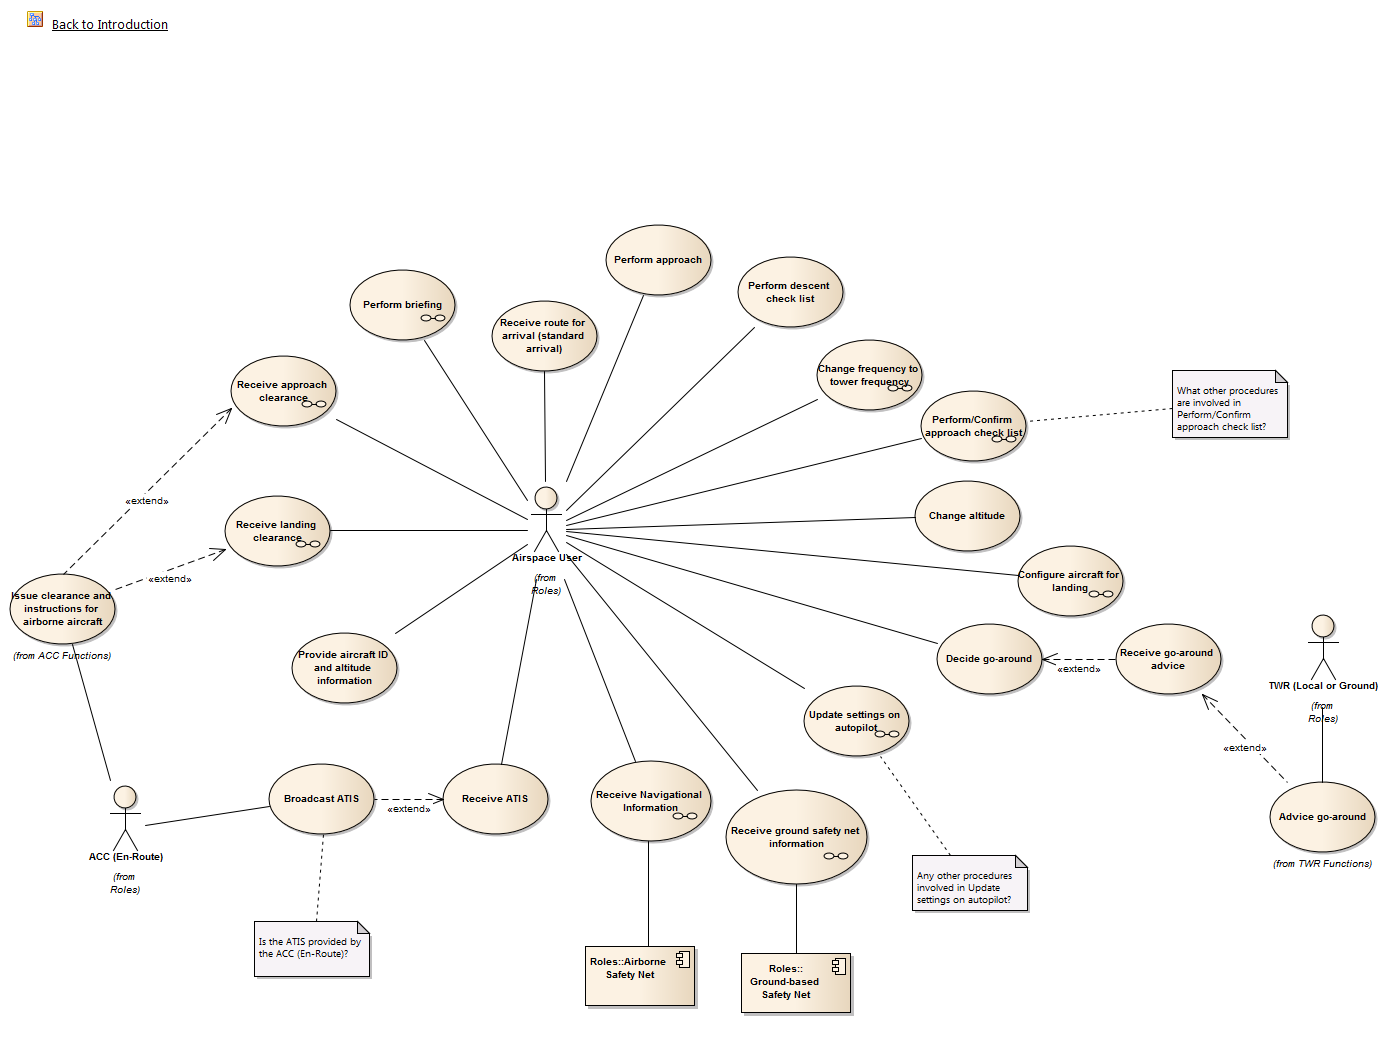 Back to Introduction
Perform approach
Perform descent
check list
Perform briefing
Receive route for
arrival (standard
arrival)
Change frequency to
tower frequency
Receive approach
clearance
What other procedures
are involved in
Perform/Confirm
approach check list?
Perform/Confirm
approach check list
«extend»
Receive landing
clearance
Change altitude
Airspace User
(from
Roles)
«extend»
Configure aircraft for
landing
Issue clearance and
instructions for
airborne aircraft
(from ACC Functions)
Provide aircraft ID
and altitude
information
Decide go-around
«extend»
Receive go-around
advice
TWR (Local or Ground)
(from
Roles)
Update settings on
autopilot
«extend»
Broadcast ATIS
«extend»
Receive ATIS
Receive Navigational
Information
Receive ground safety net
information
Advice go-around
(from TWR Functions)
ACC (En-Route)
(from
Roles)
Any other procedures
involved in Update
settings on autopilot?
Is the ATIS provided by
the ACC (En-Route)?
Roles::Airborne
Safety Net
Roles::
Ground-based
Safety Net